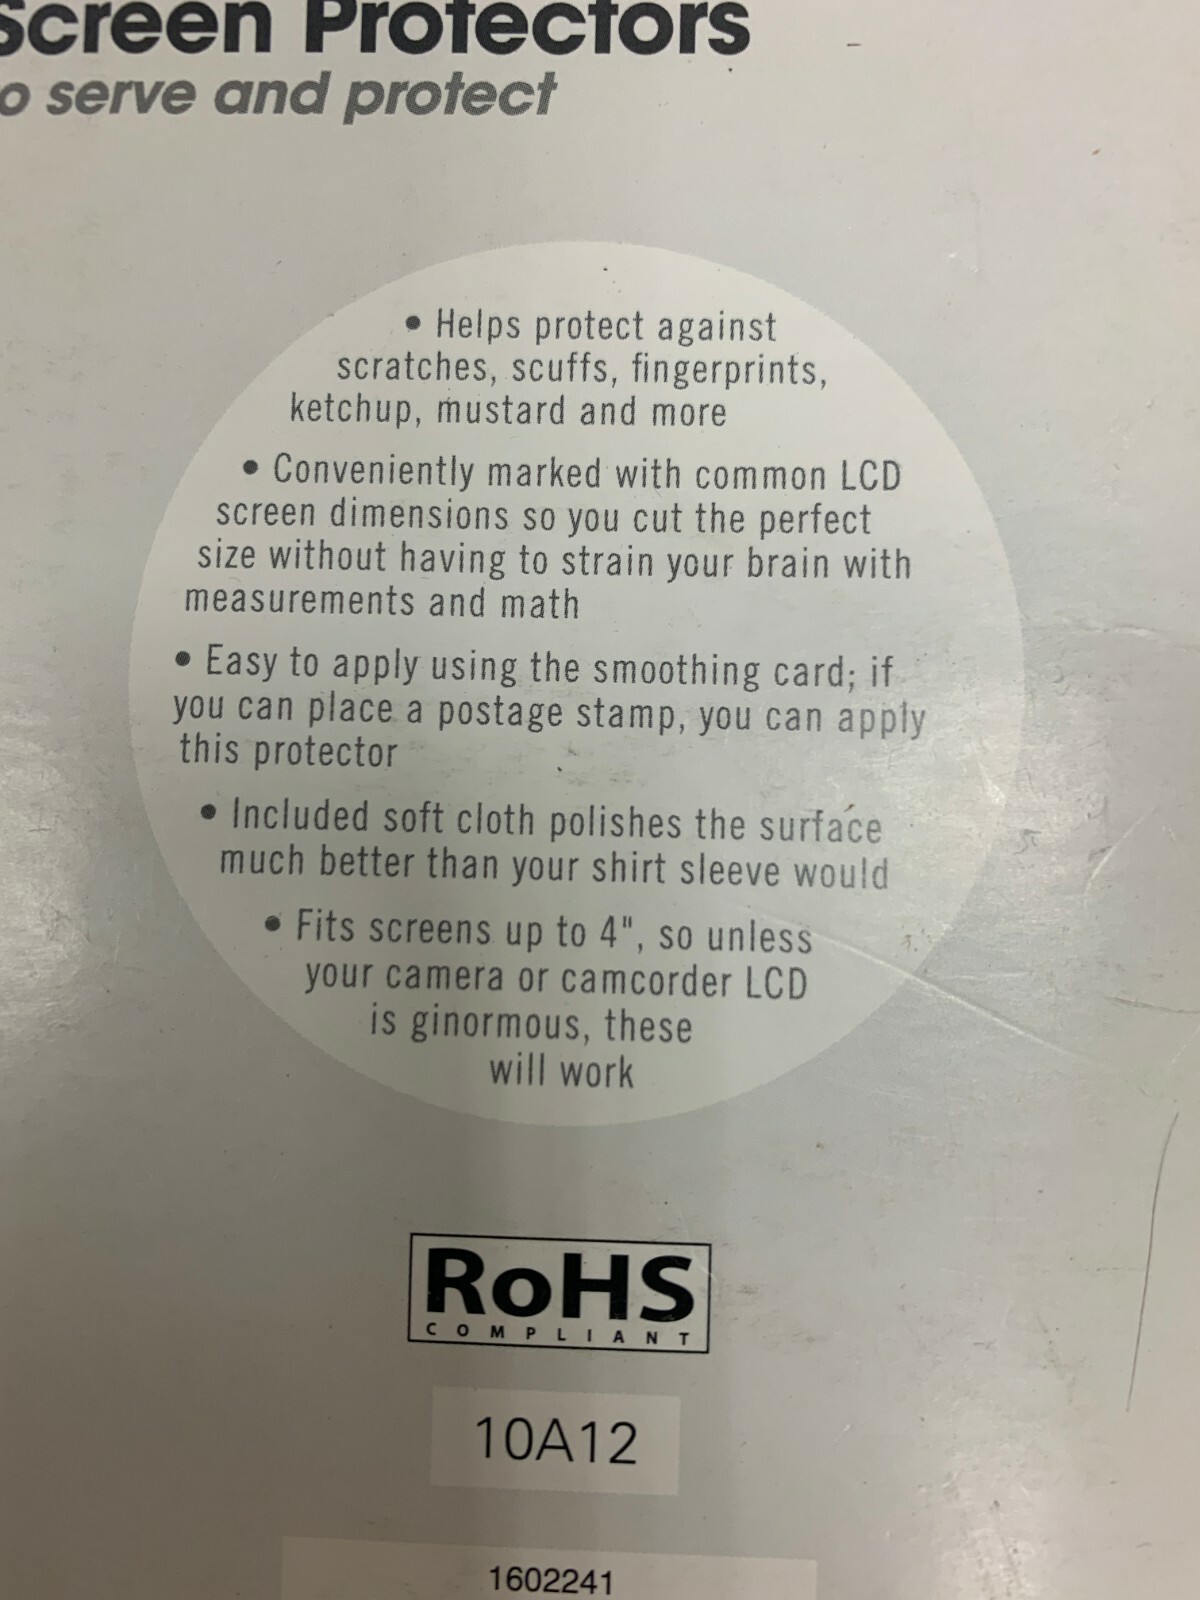 Screen Protectors
o serve and protect
• Helps protect against
scratches, scuffs, fingerprints,
ketchup, mustard and more
• Conveniently marked with common LCD
screen dimensions so you cut the perfect
size without having to strain your brain with
measurements and math
• Easy to apply using the smoothing card; if
you can place a postage stamp, you can apply
this protector
• Included soft cloth polishes the surface
much better than your shirt sleeve would
• Fits screens up to 4", so unless
your camera or camcorder LCD
is ginormous, these
will work
RoHS
COMPLIANT
10A12
1602241